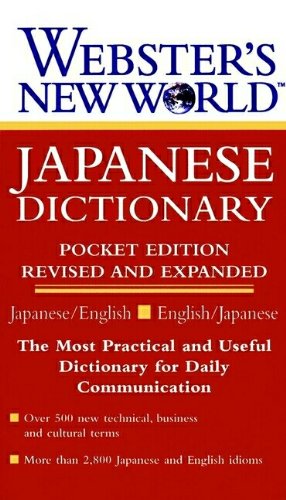 WEBSTER'S
NEW WORLD™
JAPANESE
DICTIONARY
POCKET EDITION
REVISED AND EXPANDED
Japanese/English ■ English/Japanese
The Most Practical and Useful
Dictionary for Daily
Communication
■ Over 500 new technical, business
and cultural terms
■ More than 2,800 Japanese and English idioms